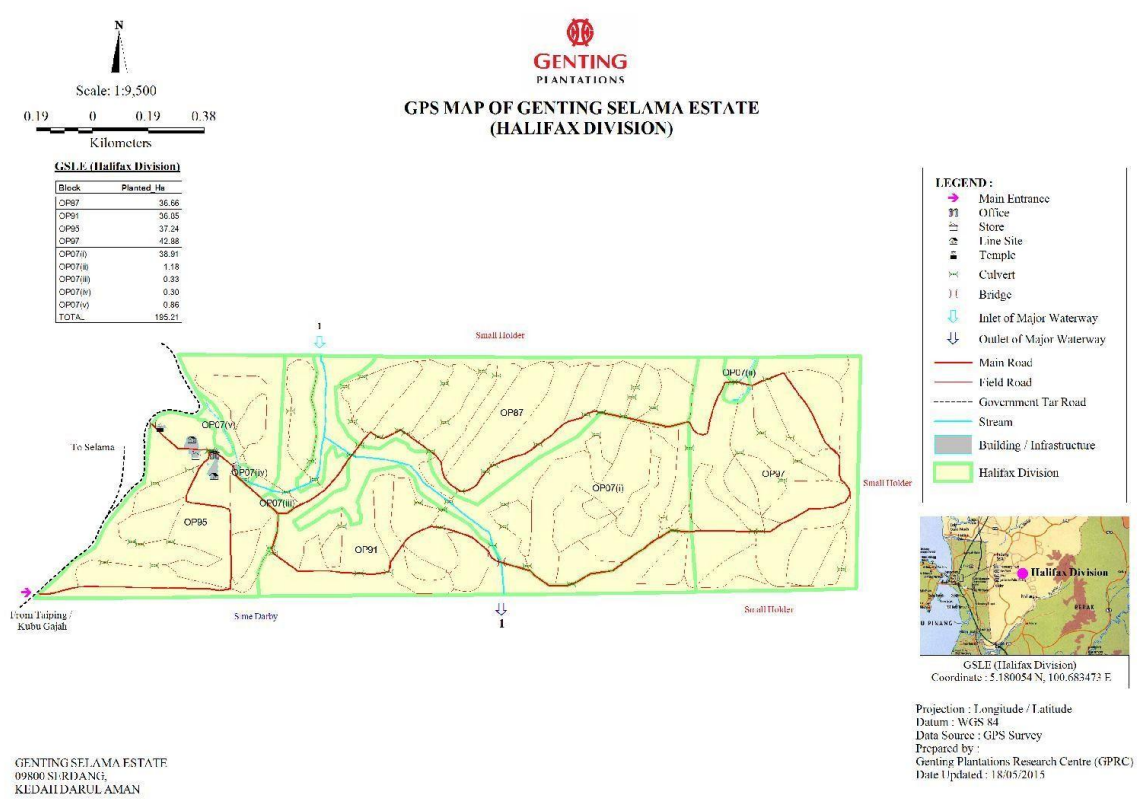 N
Scale: 1:9,500
0.19 0 0.19 0.38
Kilometers
GENTING
PLANTATIONS
GPS MAP OF GENTING SELAMA ESTATE
(HALIFAX DIVISION)
GSLE (Halifax Division)
Block Planted_Ha
OP87 36.66
OP91 36.85
OP95 37.24
OP97 42.88
OP07(i) 38.91
OP07(ii) 1.18
OP07(iii) 0.33
OP07(iv) 0.30
OP07(v) 0.86
TOTAL 195.21
LEGEND :
Main Entrance
Office
Store
Line Site
Temple
Culvert
Bridge
Inlet of Major Waterway
Outlet of Major Waterway
Main Road
Field Road
Government Tar Road
Stream
Building / Infrastructure
Halifax Division
1
Small Holder
OP07(ii)
OP87
OP07(v)
To Selama
OP07(iv)
OP97
Small Holder
OP07(i)
OP07(iii)
OP95
OP91
From Taiping /
Kubu Gajah
Sime Darby
1
Small Holder
Halifax Division
PERAK
U PINANG
GSLE (Halifax Division)
Coordinate : 5.180054 N, 100.683473 E
Projection : Longitude / Latitude
Datum : WGS 84
Data Source : GPS Survey
Prepared by :
Genting Plantations Research Centre (GPRC)
Date Updated : 18/05/2015
GENTING SELAMA ESTATE
09800 SERDANG,
KEDAH DARUL AMAN